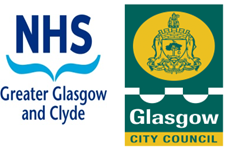 NHS
Greater Glasgow
and Clyde
Glasgow
CITY COUNCIL